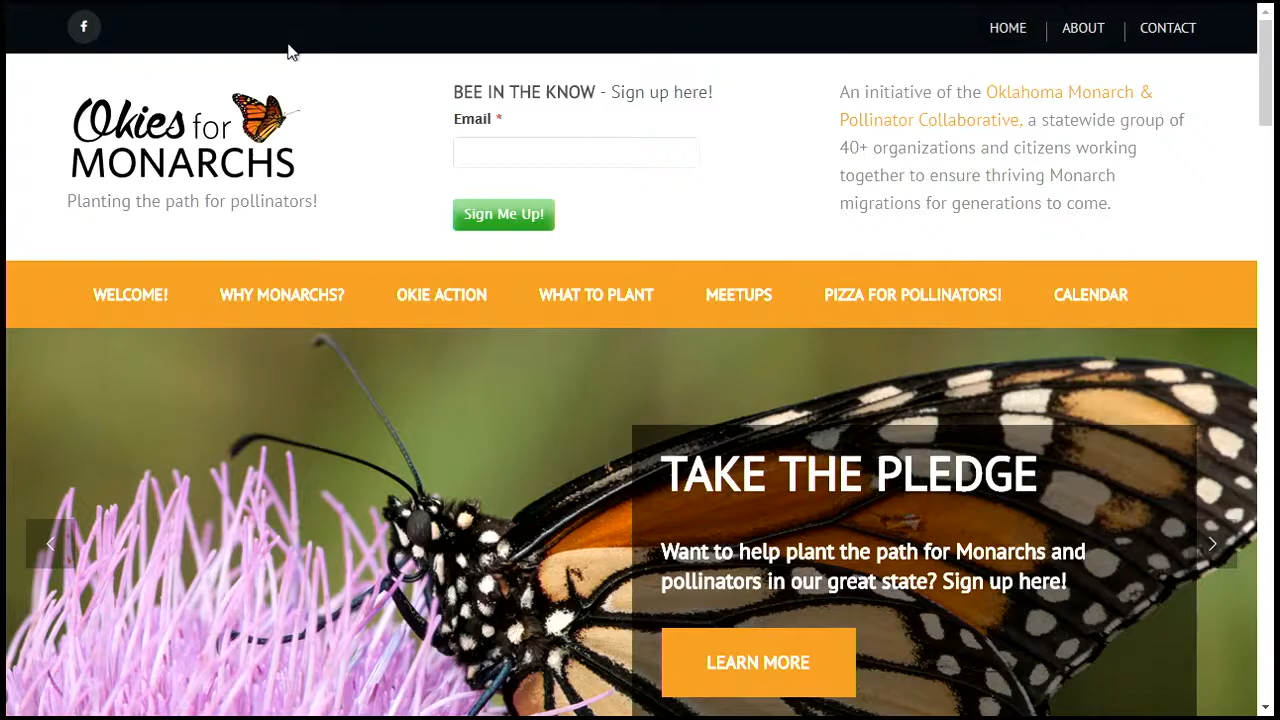 f
HOME
ABOUT
CONTACT
Okies for
MONARCHS
Planting the path for pollinators!
BEE IN THE KNOW - Sign up here!
Email *
Sign Me Up!
An initiative of the Oklahoma Monarch &
Pollinator Collaborative, a statewide group of
40+ organizations and citizens working
together to ensure thriving Monarch
migrations for generations to come.
WELCOME!
WHY MONARCHS?
OKIE ACTION
WHAT TO PLANT
MEETUPS
PIZZA FOR POLLINATORS!
CALENDAR
TAKE THE PLEDGE
Want to help plant the path for Monarchs and
pollinators in our great state? Sign up here!
LEARN MORE